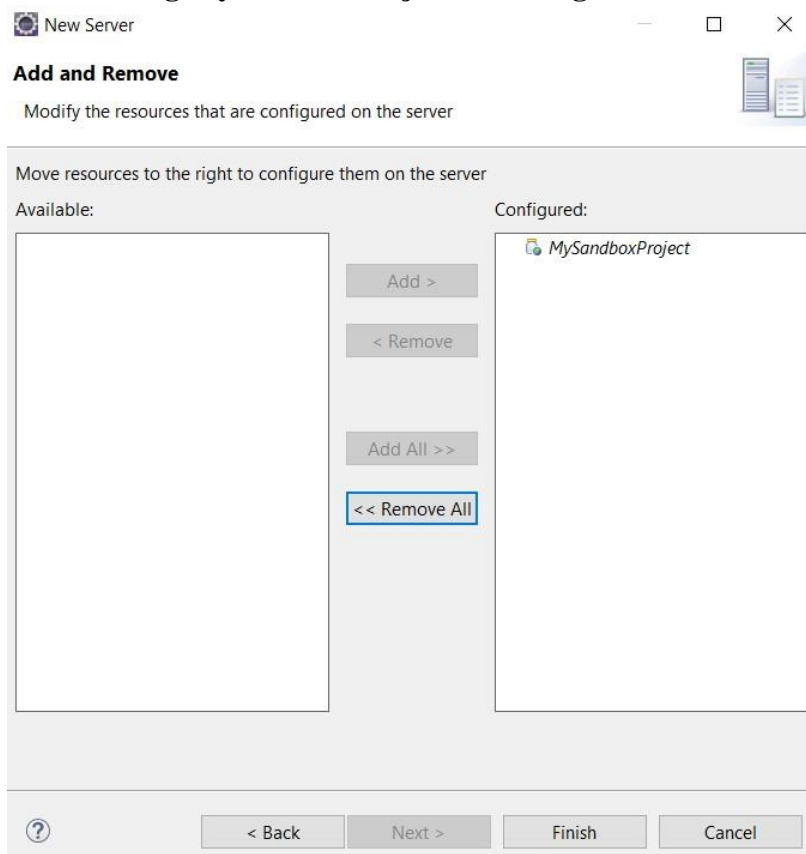 New Server
Add and Remove
Modify the resources that are configured on the server
Move resources to the right to configure them on the server
Available:
Configured:
MySandboxProject
Add >
< Remove
Add All >>
<< Remove All
?
< Back
Next >
Finish
Cancel